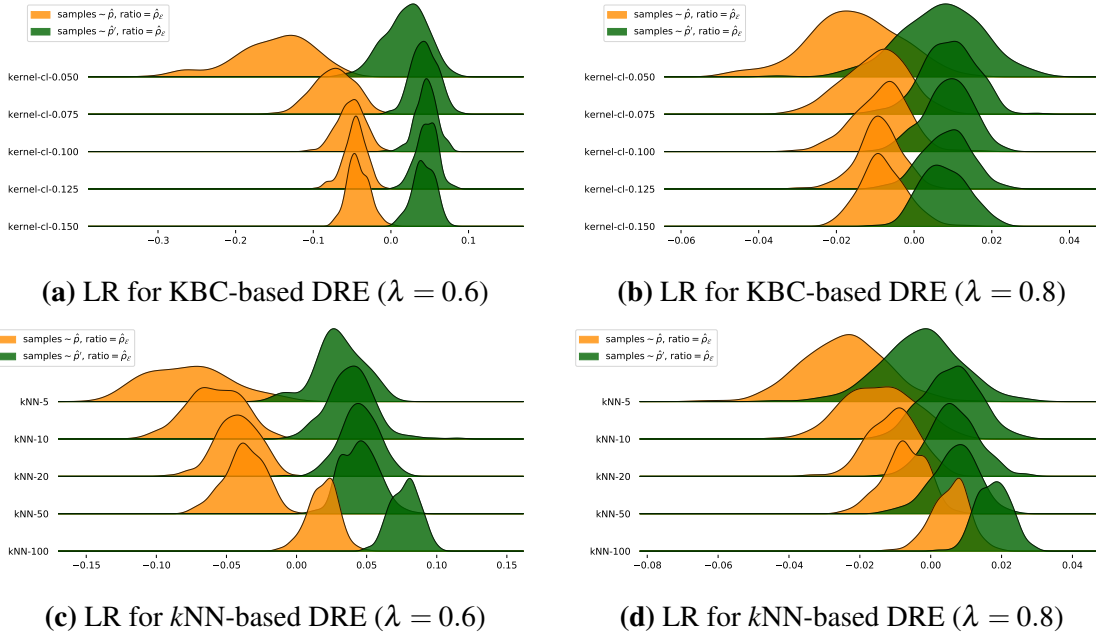 samples ~ p̂, ratio = ρ̂_ε
samples ~ p̂′, ratio = ρ̂_ε
kernel-cl-0.050
kernel-cl-0.075
kernel-cl-0.100
kernel-cl-0.125
kernel-cl-0.150
−0.3 −0.2 −0.1 0.0 0.1
(a) LR for KBC-based DRE (λ = 0.6)
samples ~ p̂, ratio = ρ̂_ε
samples ~ p̂′, ratio = ρ̂_ε
kernel-cl-0.050
kernel-cl-0.075
kernel-cl-0.100
kernel-cl-0.125
kernel-cl-0.150
−0.06 −0.04 −0.02 0.00 0.02 0.04
(b) LR for KBC-based DRE (λ = 0.8)
samples ~ p̂, ratio = ρ̂_ε
samples ~ p̂′, ratio = ρ̂_ε
kNN-5
kNN-10
kNN-20
kNN-50
kNN-100
−0.15 −0.10 −0.05 0.00 0.05 0.10 0.15
(c) LR for kNN-based DRE (λ = 0.6)
samples ~ p̂, ratio = ρ̂_ε
samples ~ p̂′, ratio = ρ̂_ε
kNN-5
kNN-10
kNN-20
kNN-50
kNN-100
−0.08 −0.06 −0.04 −0.02 0.00 0.02 0.04
(d) LR for kNN-based DRE (λ = 0.8)